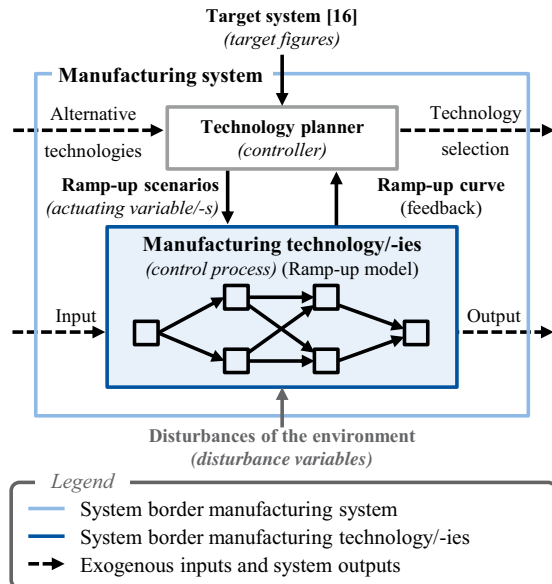 Target system [16]
(target figures)
Manufacturing system
Alternative
technologies
Technology planner
(controller)
Technology
selection
Ramp-up scenarios
(actuating variable/-s)
Ramp-up curve
(feedback)
Manufacturing technology/-ies
(control process) (Ramp-up model)
Input
Output
Disturbances of the environment
(disturbance variables)
Legend
System border manufacturing system
System border manufacturing technology/-ies
Exogenous inputs and system outputs